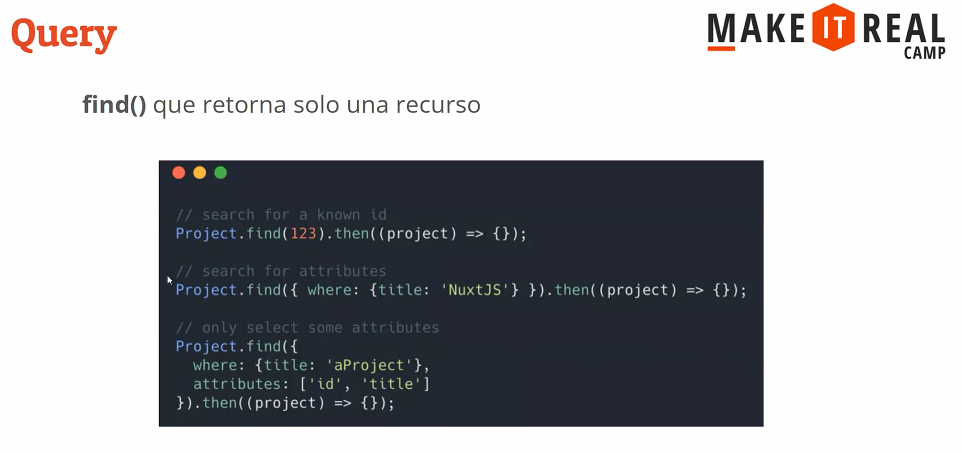 Query
MAKE IT REAL
CAMP
find() que retorna solo una recurso
// search for a known id
Project.find(123).then((project) => {});
// search for attributes
Project.find({ where: {title: 'NuxtJS'} }).then((project) => {});
// only select some attributes
Project.find({
  where: {title: 'aProject'},
  attributes: ['id', 'title']
}).then((project) => {});